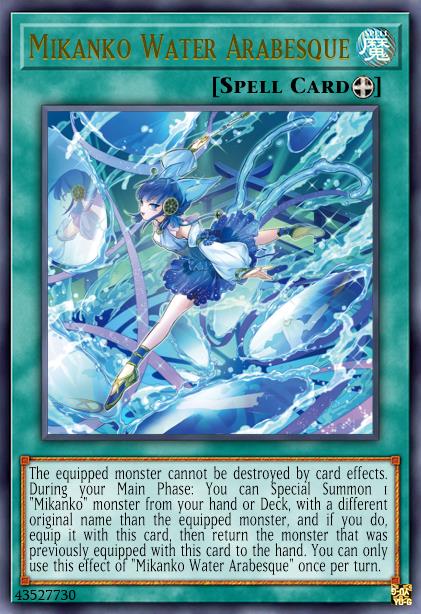 Mikanko Water Arabesque
SPELL
魔
[Spell Card]
The equipped monster cannot be destroyed by card effects.
During your Main Phase: You can Special Summon 1
"Mikanko" monster from your hand or Deck, with a different
original name than the equipped monster, and if you do,
equip it with this card, then return the monster that was
previously equipped with this card to the hand. You can only
use this effect of "Mikanko Water Arabesque" once per turn.
43527730